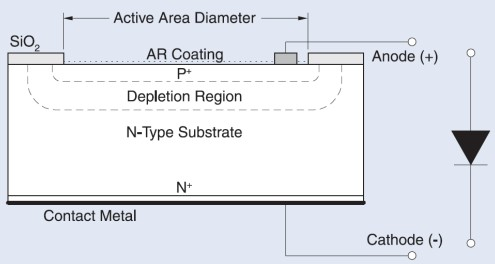 Active Area Diameter
SiO₂
AR Coating
Anode (+)
P⁺
Depletion Region
N-Type Substrate
N⁺
Contact Metal
Cathode (-)